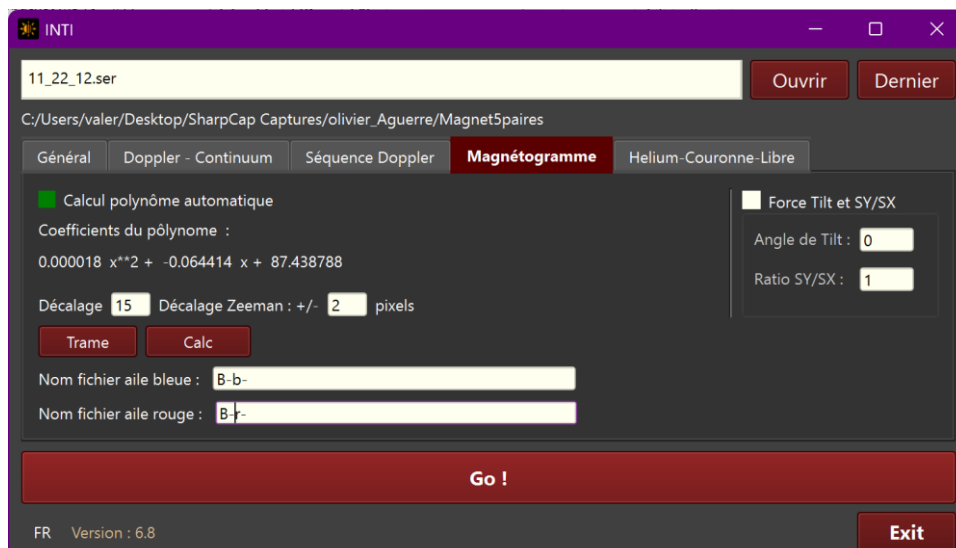 INTI
11_22_12.ser
Ouvrir
Dernier
C:/Users/valer/Desktop/SharpCap Captures/olivier_Aguerre/Magnet5paires
Général Doppler - Continuum Séquence Doppler Magnétogramme Helium-Couronne-Libre
Calcul polynôme automatique
Coefficients du pôlynome :
0.000018 x**2 + -0.064414 x + 87.438788
Décalage 15 Décalage Zeeman : +/- 2 pixels
Trame Calc
Nom fichier aile bleue : B-b-
Nom fichier aile rouge : B-r-
Force Tilt et SY/SX
Angle de Tilt : 0
Ratio SY/SX : 1
Go !
FR Version : 6.8
Exit